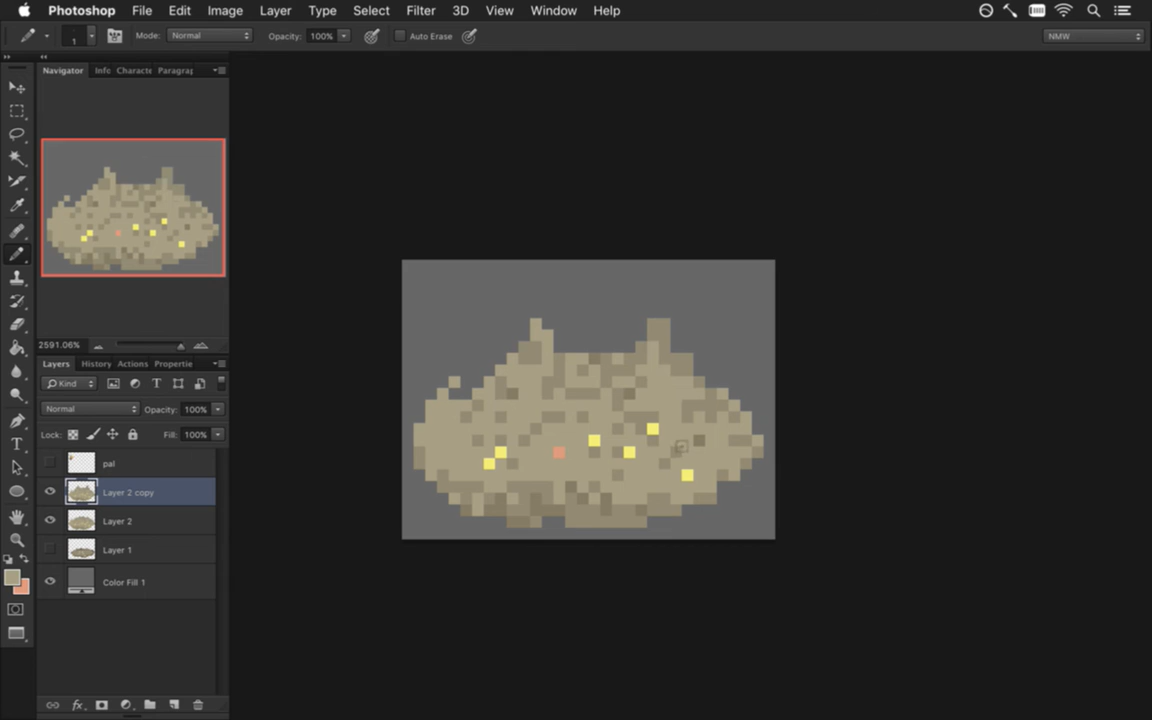 Photoshop File Edit Image Layer Type Select Filter 3D View Window Help
1 Mode: Normal Opacity: 100% Auto Erase NMW
Navigator Info Characte Paragrap
2591.06%
Layers History Actions Propertie
Kind
Normal Opacity: 100%
Lock: Fill: 100%
pal
Layer 2 copy
Layer 2
Layer 1
Color Fill 1